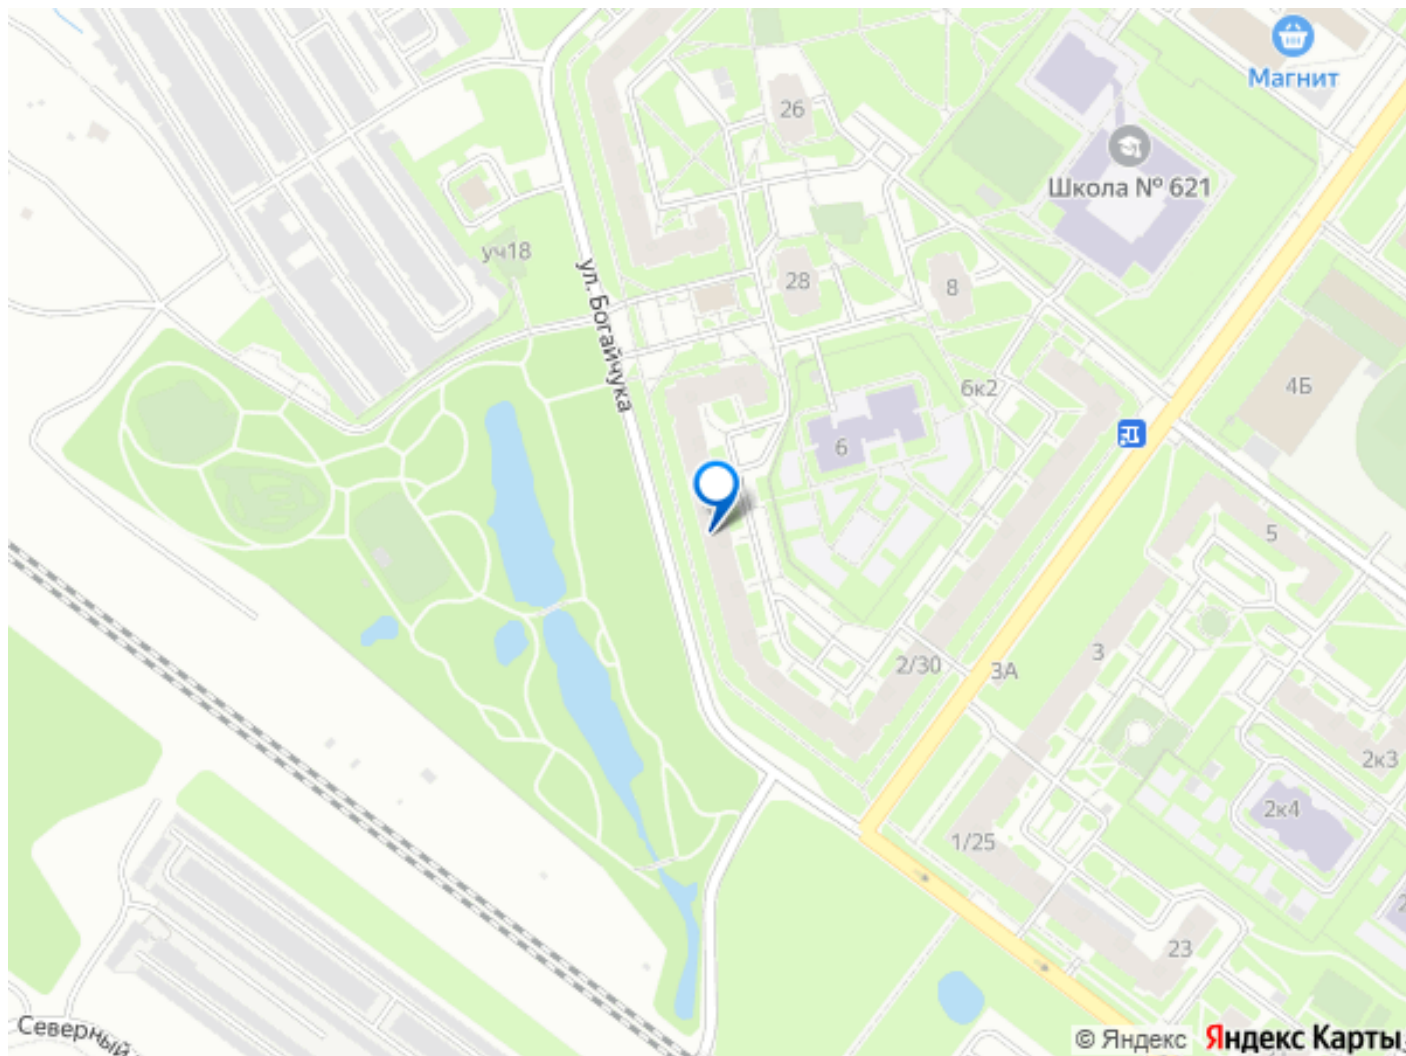 Магнит
26
Школа № 621
уч18
ул. Богайчука
28
8
4Б
6к2
6
5
2/30
3А
3
2к3
2к4
1/25
23
Северный
© Яндекс
Яндекс Карты